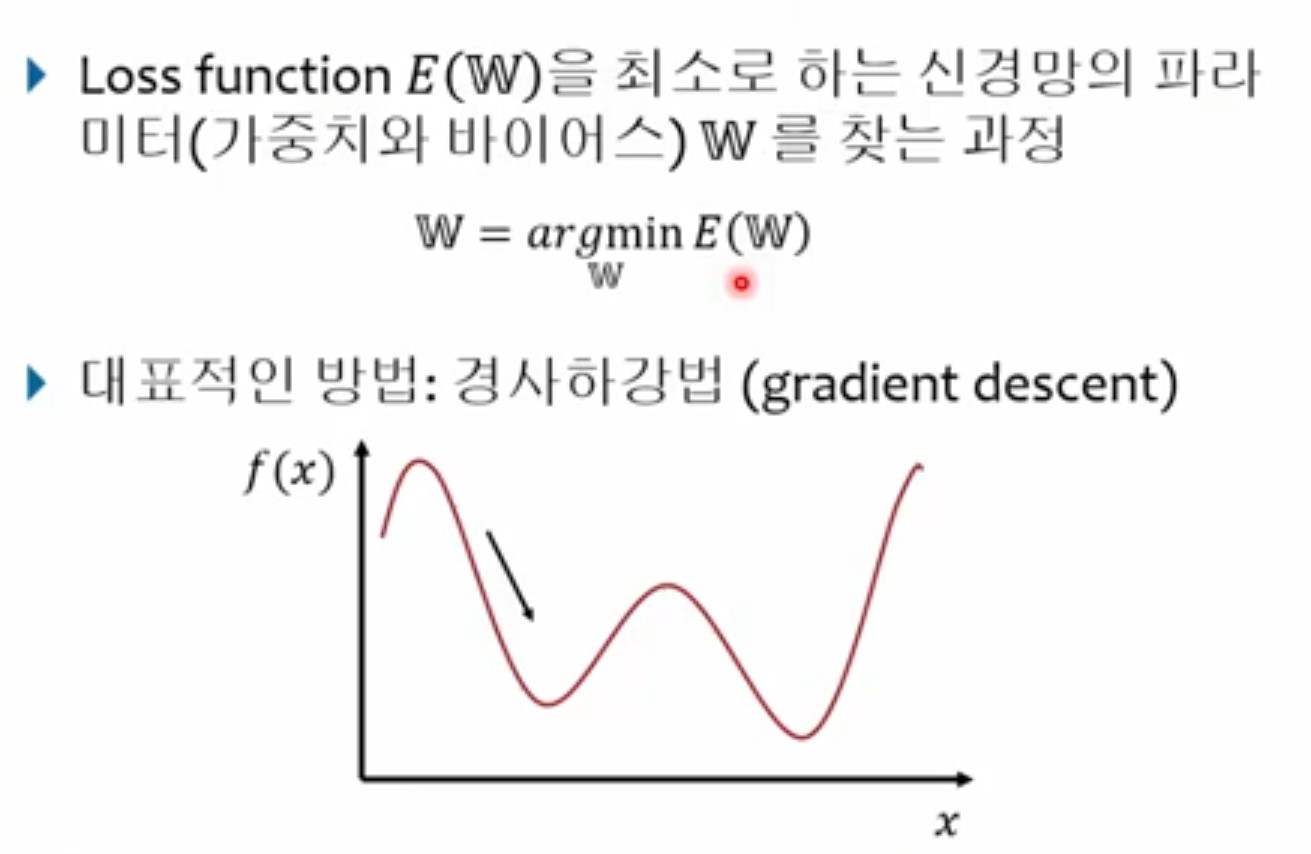 Loss function E(𝕎)을 최소로 하는 신경망의 파라
미터(가중치와 바이어스) 𝕎 를 찾는 과정
𝕎 = argmin E(𝕎)
𝕎
대표적인 방법: 경사하강법 (gradient descent)
f(x)
x